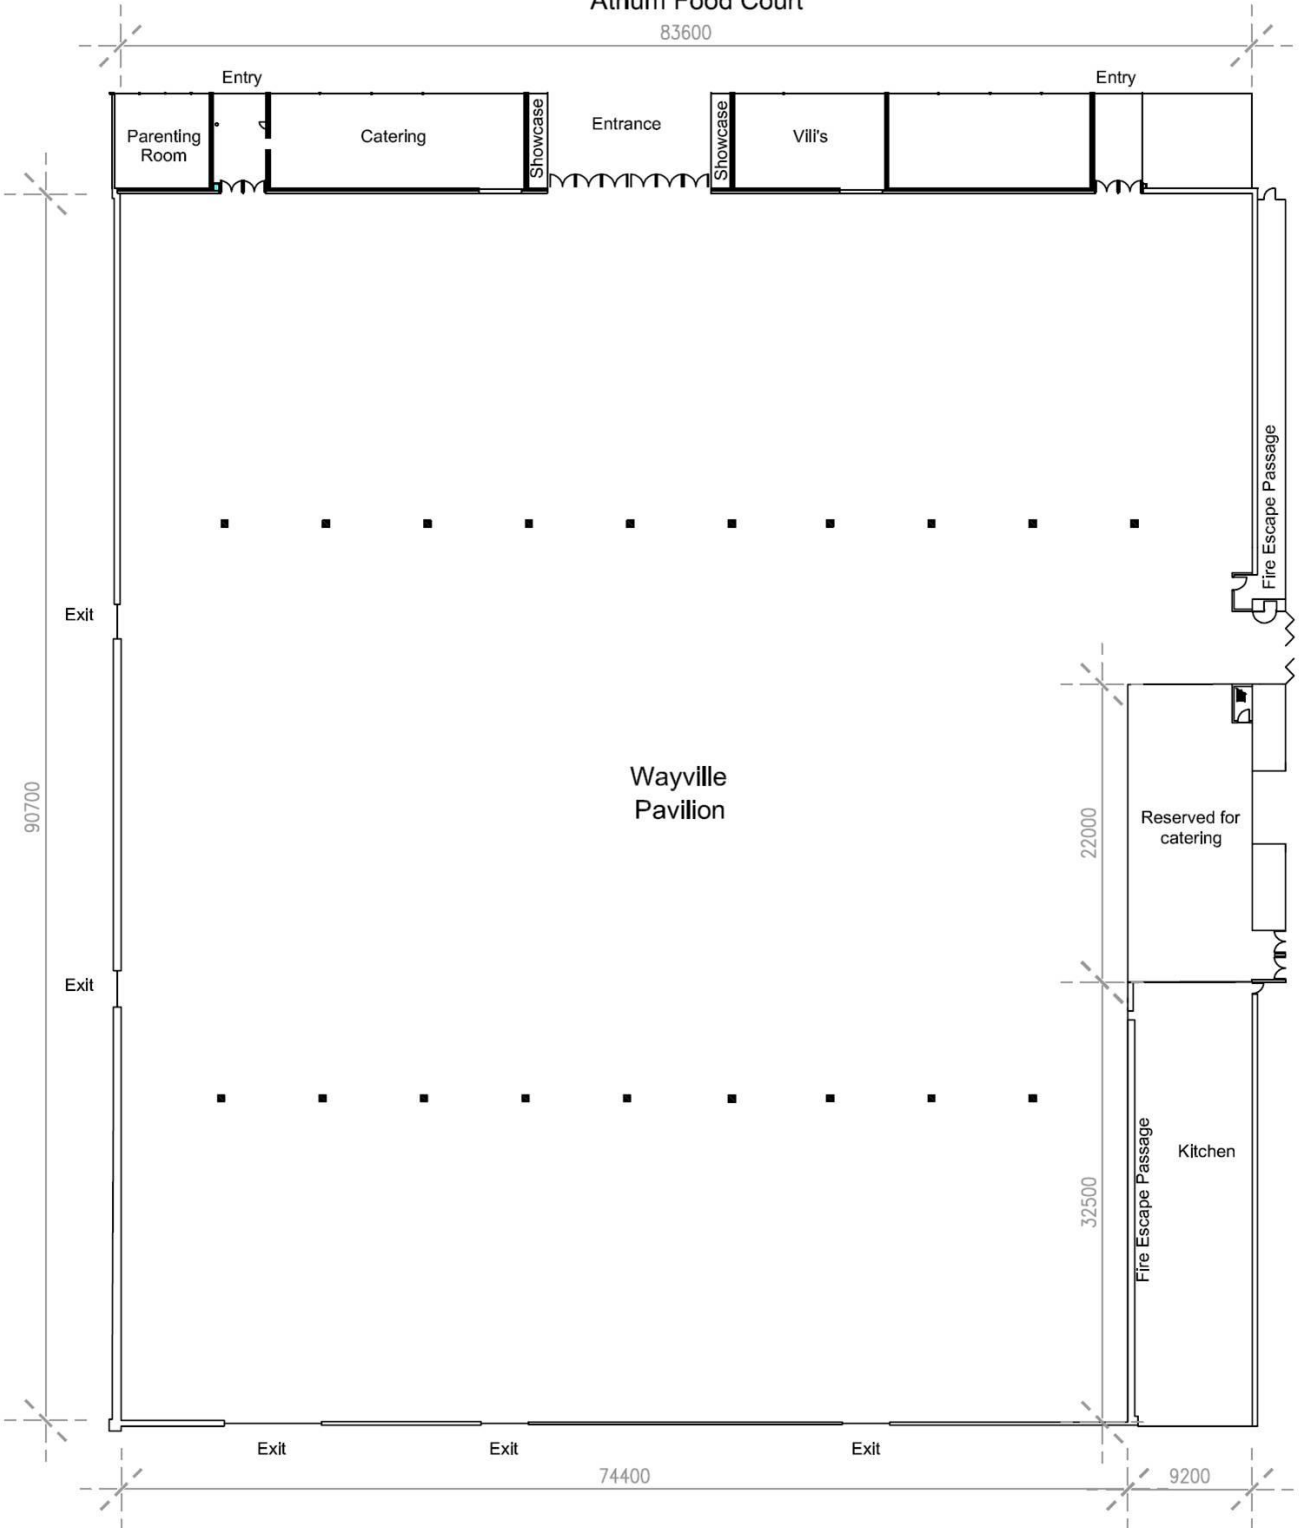 Atrium Food Court
83600
Entry
Entry
Parenting
Room
Catering
Showcase
Entrance
Showcase
Vili's
Fire Escape Passage
Exit
Wayville
Pavilion
90700
22000
Reserved for
catering
Exit
Fire Escape Passage
Kitchen
32500
Exit
Exit
Exit
74400
9200